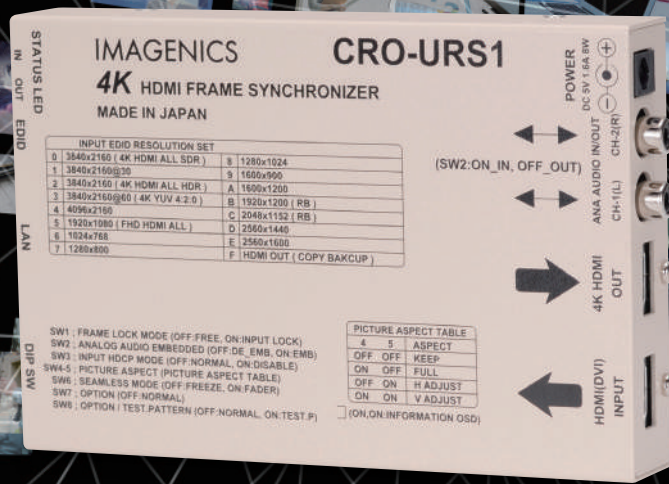 IMAGENICS
CRO-URS1
4K HDMI FRAME SYNCHRONIZER
MADE IN JAPAN
STATUS LED
IN OUT
EDID
LAN
DIP SW
INPUT EDID RESOLUTION SET
0 3840x2160 ( 4K HDMI ALL SDR )
1 3840x2160@30
2 3840x2160 ( 4K HDMI ALL HDR )
3 3840x2160@60 ( 4K YUV 4:2:0 )
4 4096x2160
5 1920x1080 ( FHD HDMI ALL )
6 1024x768
7 1280x800
8 1280x1024
9 1600x900
A 1600x1200
B 1920x1200 ( RB )
C 2048x1152 ( RB )
D 2560x1440
E 2560x1600
F HDMI OUT ( COPY BAKCUP )
POWER
DC 5V 1.6A 8W
(SW2:ON_IN, OFF_OUT)
ANA AUDIO IN/OUT
CH-1(L) CH-2(R)
4K HDMI
OUT
HDMI(DVI)
INPUT
SW1 ; FRAME LOCK MODE (OFF:FREE, ON:INPUT LOCK)
SW2 ; ANALOG AUDIO EMBEDDED (OFF:DE_EMB, ON:EMB)
SW3 ; INPUT HDCP MODE (OFF:NORMAL, ON:DISABLE)
SW4-5 ; PICTURE ASPECT (PICTURE ASPECT TABLE)
SW6 ; SEAMLESS MODE (OFF:FREEZE, ON:FADER)
SW7 ; OPTION (OFF:NORMAL)
SW8 ; OPTION / TEST.PATTERN (OFF:NORMAL, ON:TEST.P)
(ON,ON:INFORMATION OSD)
PICTURE ASPECT TABLE
4 5 ASPECT
OFF OFF KEEP
ON OFF FULL
OFF ON H ADJUST
ON ON V ADJUST